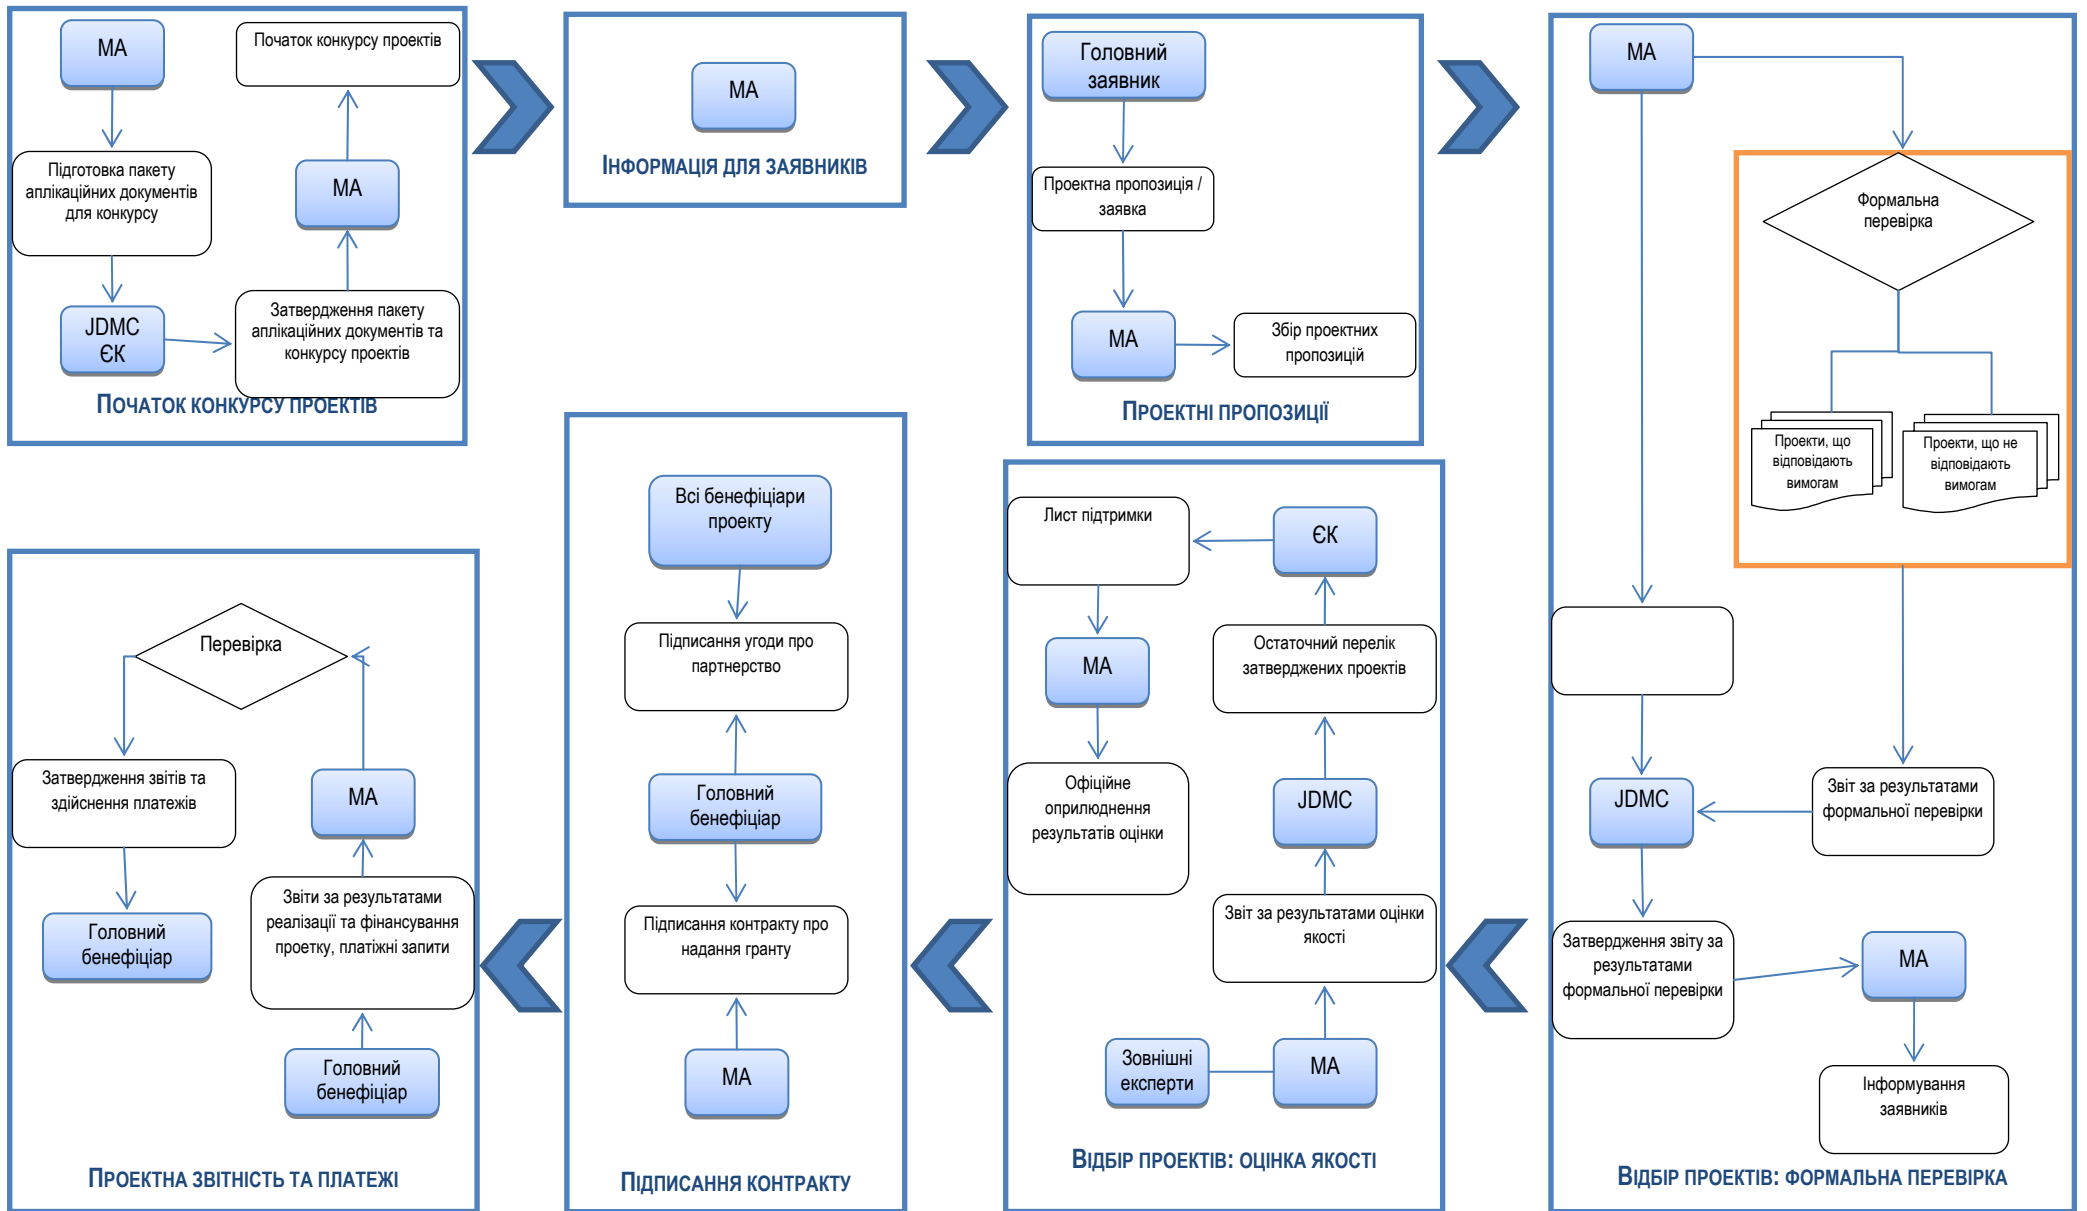 МА
Підготовка пакету
аплікаційних документів
для конкурсу
JDMC
ЄК
Затвердження пакету
аплікаційних документів та
конкурсу проектів
МА
Початок конкурсу проектів
ПОЧАТОК КОНКУРСУ ПРОЕКТІВ
МА
ІНФОРМАЦІЯ ДЛЯ ЗАЯВНИКІВ
Головний
заявник
Проектна пропозиція /
заявка
МА
Збір проектних
пропозицій
ПРОЕКТНІ ПРОПОЗИЦІЇ
МА
Формальна
перевірка
Проекти, що
відповідають
вимогам
Проекти, що не
відповідають
вимогам
Звіт за результатами
формальної перевірки
JDMC
Затвердження звіту за
результатами
формальної перевірки
МА
Інформування
заявників
ВІДБІР ПРОЕКТІВ: ФОРМАЛЬНА ПЕРЕВІРКА
Зовнішні
експерти
МА
Звіт за результатами оцінки
якості
JDMC
Остаточний перелік
затверджених проектів
ЄК
Лист підтримки
МА
Офіційне
оприлюднення
результатів оцінки
ВІДБІР ПРОЕКТІВ: ОЦІНКА ЯКОСТІ
Всі бенефіціари
проекту
Підписання угоди про
партнерство
Головний
бенефіціар
Підписання контракту про
надання гранту
МА
ПІДПИСАННЯ КОНТРАКТУ
Головний
бенефіціар
Звіти за результатами
реалізації та фінансування
проетку, платіжні запити
МА
Перевірка
Затвердження звітів та
здійснення платежів
Головний
бенефіціар
ПРОЕКТНА ЗВІТНІСТЬ ТА ПЛАТЕЖІ